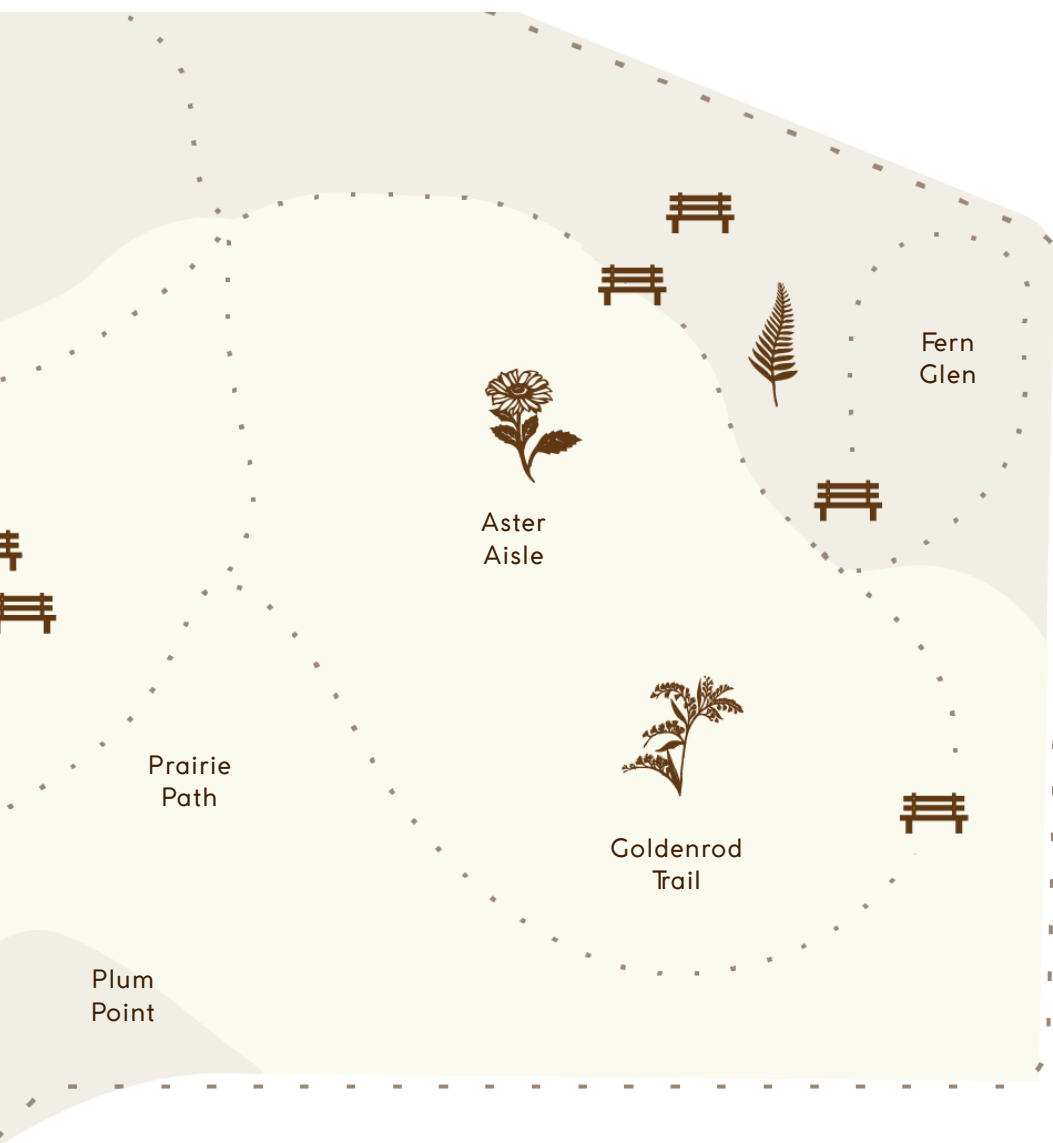 Fern
Glen
Aster
Aisle
Prairie
Path
Goldenrod
Trail
Plum
Point